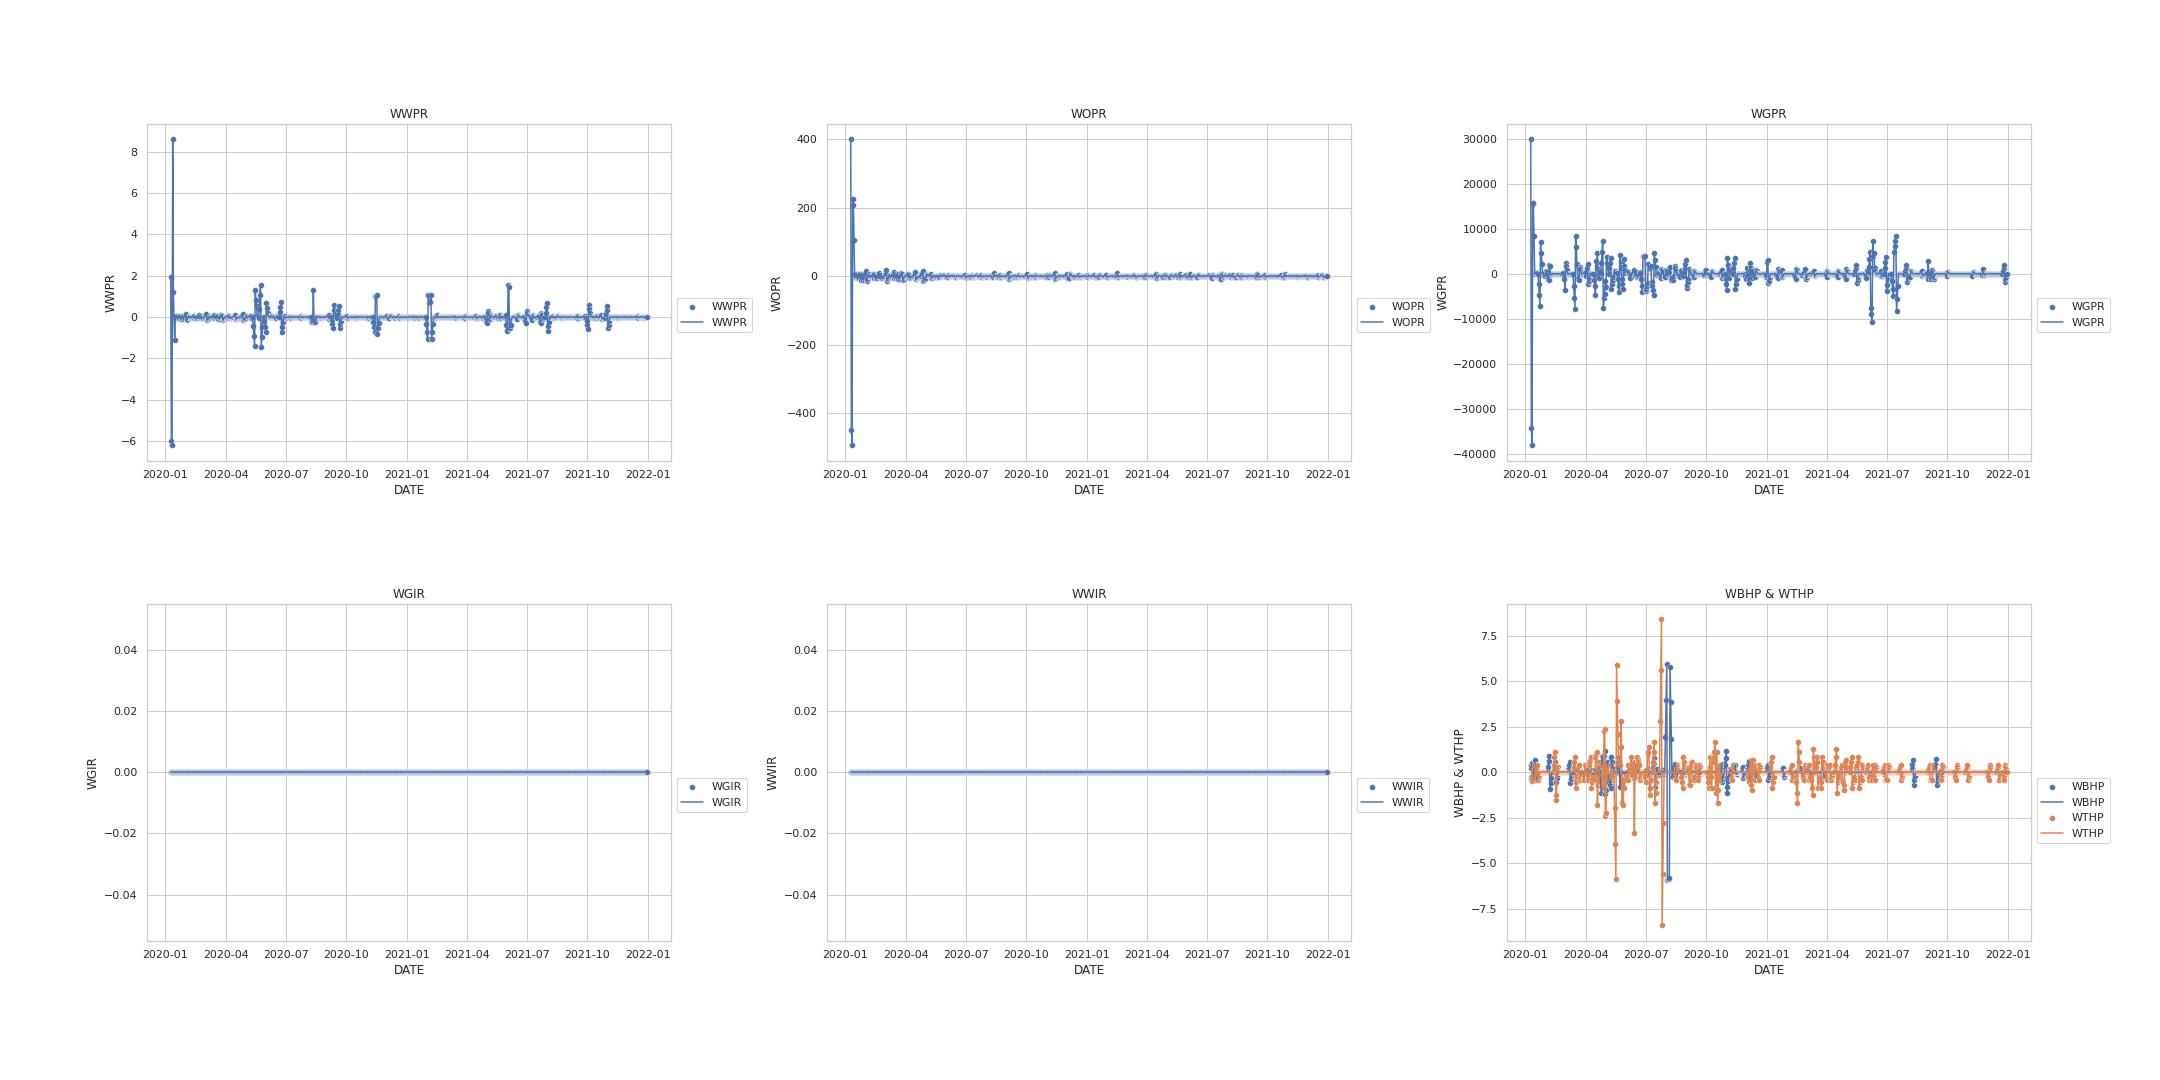 WWPR
WWPR
8
6
4
2
0
−2
−4
−6
2020-01 2020-04 2020-07 2020-10 2021-01 2021-04 2021-07 2021-10 2022-01
DATE
WWPR
WWPR
WOPR
WOPR
400
200
0
−200
−400
2020-01 2020-04 2020-07 2020-10 2021-01 2021-04 2021-07 2021-10 2022-01
DATE
WOPR
WOPR
WGPR
WGPR
30000
20000
10000
0
−10000
−20000
−30000
−40000
2020-01 2020-04 2020-07 2020-10 2021-01 2021-04 2021-07 2021-10 2022-01
DATE
WGPR
WGPR
WGIR
WGIR
0.04
0.02
0.00
−0.02
−0.04
2020-01 2020-04 2020-07 2020-10 2021-01 2021-04 2021-07 2021-10 2022-01
DATE
WGIR
WGIR
WWIR
WWIR
0.04
0.02
0.00
−0.02
−0.04
2020-01 2020-04 2020-07 2020-10 2021-01 2021-04 2021-07 2021-10 2022-01
DATE
WWIR
WWIR
WBHP & WTHP
WBHP & WTHP
7.5
5.0
2.5
0.0
−2.5
−5.0
−7.5
2020-01 2020-04 2020-07 2020-10 2021-01 2021-04 2021-07 2021-10 2022-01
DATE
WBHP
WBHP
WTHP
WTHP